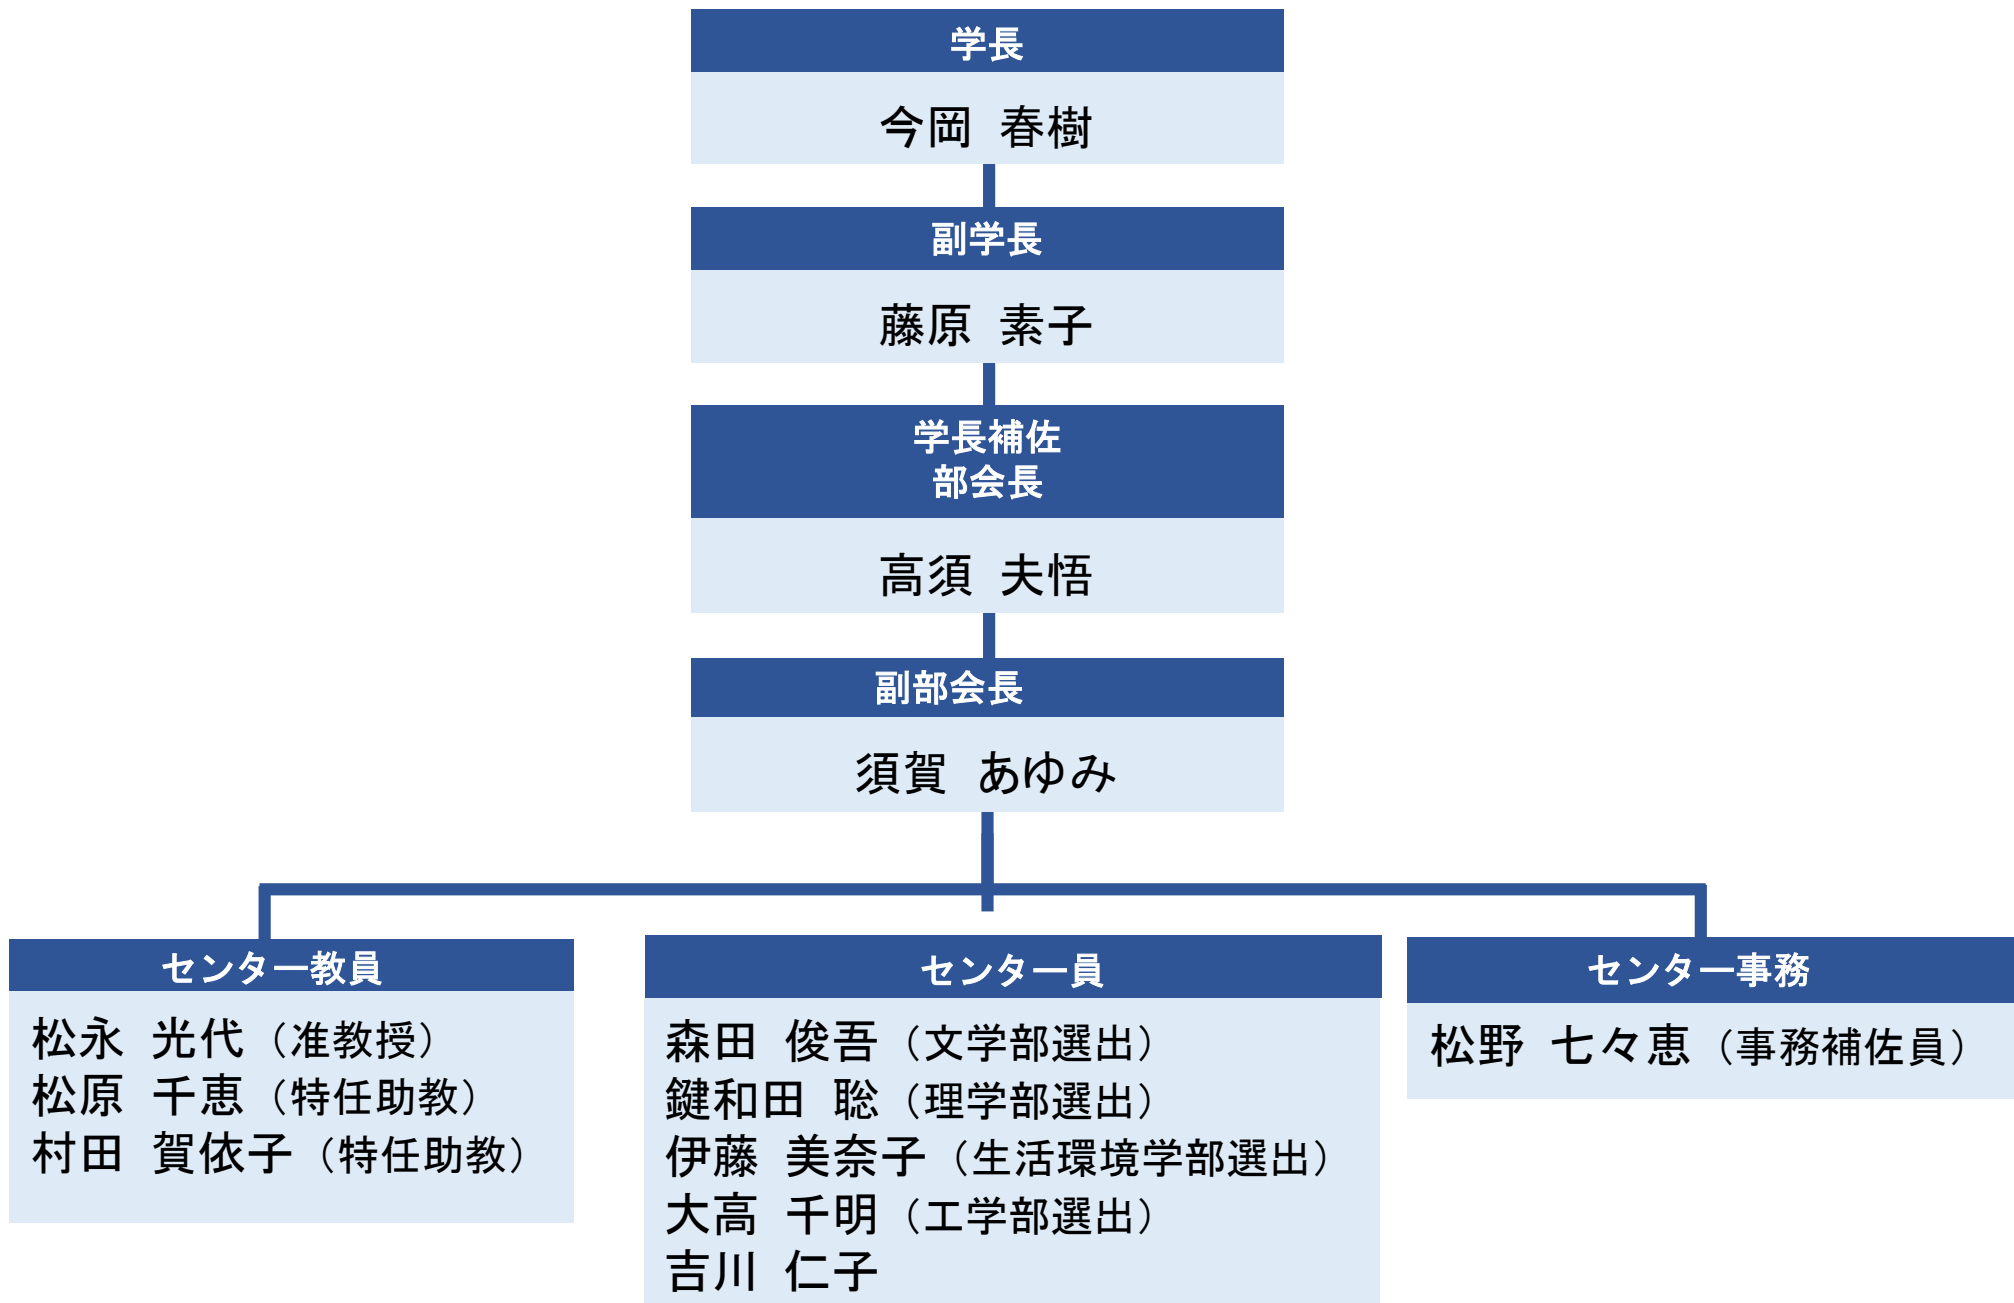 学長
今岡 春樹
副学長
藤原 素子
学長補佐
部会長
高須 夫悟
副部会長
須賀 あゆみ
センター教員
松永 光代（准教授）
松原 千恵（特任助教）
村田 賀依子（特任助教）
センター員
森田 俊吾（文学部選出）
鍵和田 聡（理学部選出）
伊藤 美奈子（生活環境学部選出）
大高 千明（工学部選出）
吉川 仁子
センター事務
松野 七々恵（事務補佐員）